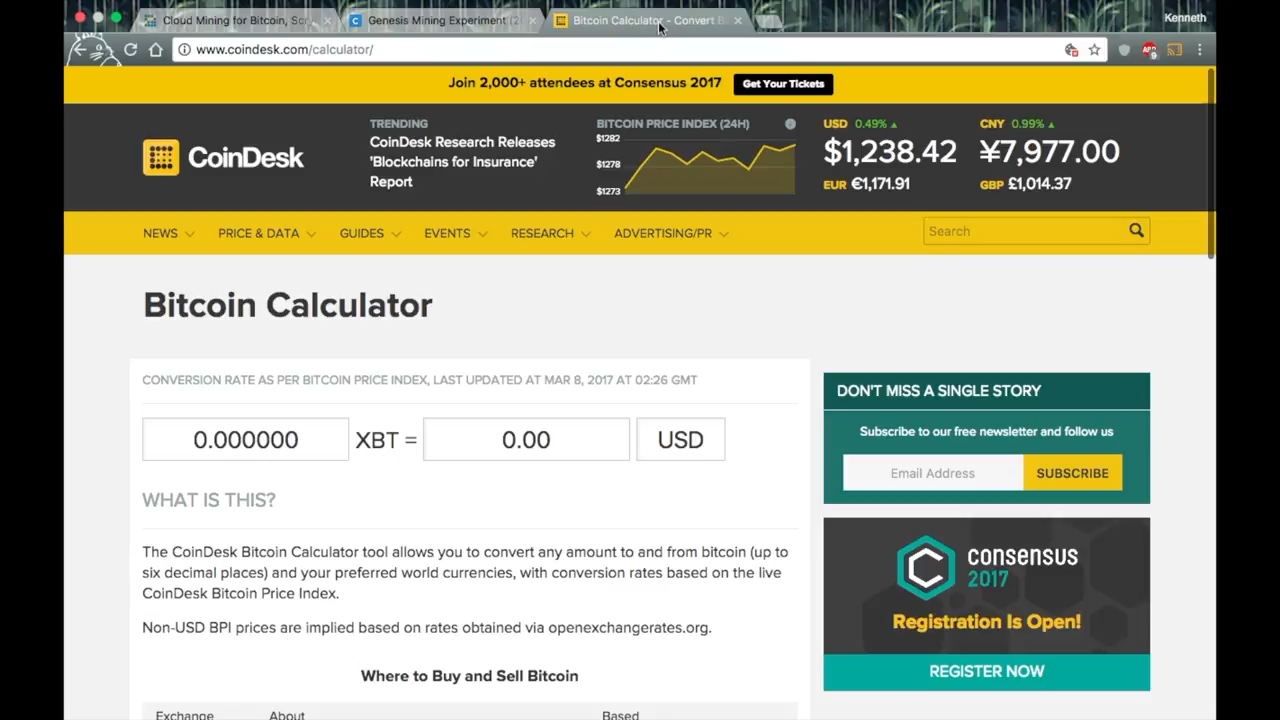 Cloud Mining for Bitcoin, Scr
Genesis Mining Experiment (2
Bitcoin Calculator - Convert B
Kenneth
www.coindesk.com/calculator/
Join 2,000+ attendees at Consensus 2017
Get Your Tickets
CoinDesk
TRENDING
CoinDesk Research Releases
'Blockchains for Insurance'
Report
BITCOIN PRICE INDEX (24H)
$1282
$1278
$1273
USD 0.49%
$1,238.42
EUR €1,171.91
CNY 0.99%
¥7,977.00
GBP £1,014.37
NEWS
PRICE & DATA
GUIDES
EVENTS
RESEARCH
ADVERTISING/PR
Search
Bitcoin Calculator
CONVERSION RATE AS PER BITCOIN PRICE INDEX, LAST UPDATED AT MAR 8, 2017 AT 02:26 GMT
0.000000 XBT = 0.00 USD
WHAT IS THIS?
The CoinDesk Bitcoin Calculator tool allows you to convert any amount to and from bitcoin (up to
six decimal places) and your preferred world currencies, with conversion rates based on the live
CoinDesk Bitcoin Price Index.
Non-USD BPI prices are implied based on rates obtained via openexchangerates.org.
Where to Buy and Sell Bitcoin
Exchange About Based
DON'T MISS A SINGLE STORY
Subscribe to our free newsletter and follow us
Email Address
SUBSCRIBE
consensus
2017
Registration Is Open!
REGISTER NOW